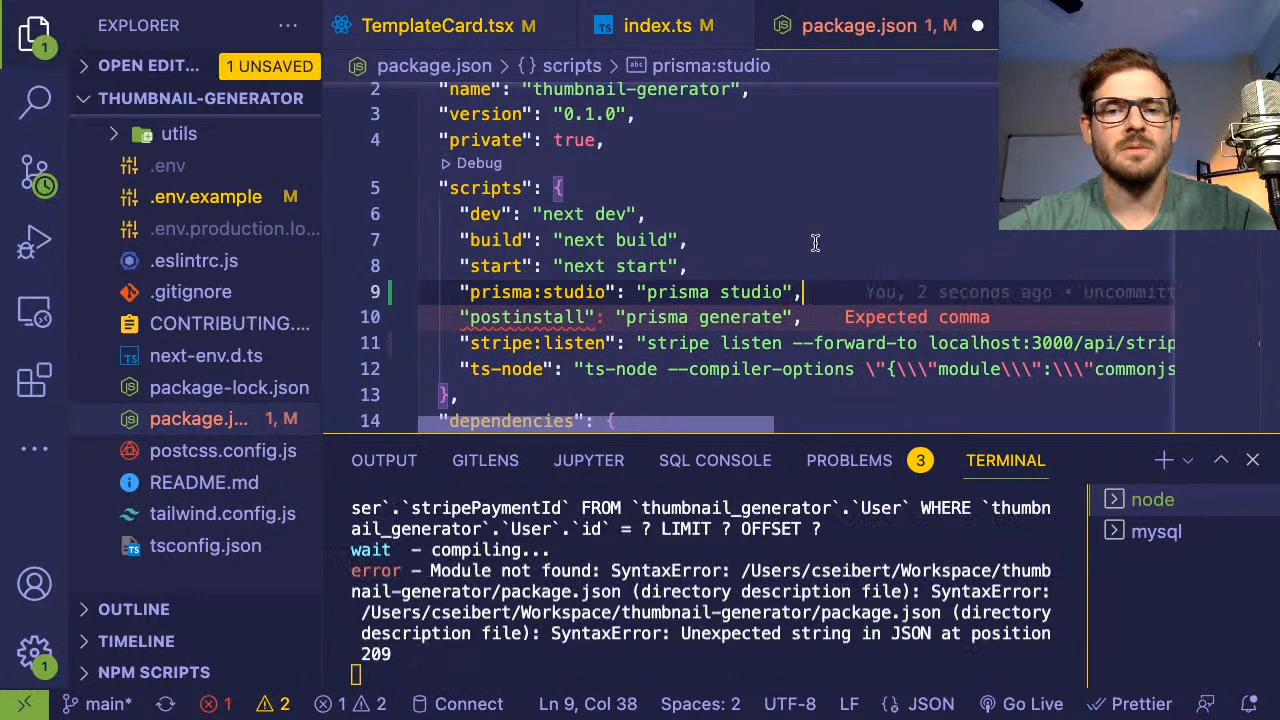 EXPLORER
TemplateCard.tsx M
index.ts M
package.json 1, M
1
OPEN EDIT... 1 UNSAVED
THUMBNAIL-GENERATOR
package.json > {} scripts > abc prisma:studio
utils
.env
.env.example M
.env.production.lo...
.eslintrc.js
.gitignore
CONTRIBUTING....
next-env.d.ts
package-lock.json
package.j... 1, M
postcss.config.js
README.md
tailwind.config.js
tsconfig.json
OUTLINE
TIMELINE
NPM SCRIPTS
1
2 "name": "thumbnail-generator",
3 "version": "0.1.0",
4 "private": true,
Debug
5 "scripts": {
6 "dev": "next dev",
7 "build": "next build",
8 "start": "next start",
9 "prisma:studio": "prisma studio", You, 2 seconds ago • uncommitt
10 "postinstall": "prisma generate", Expected comma
11 "stripe:listen": "stripe listen --forward-to localhost:3000/api/strip
12 "ts-node": "ts-node --compiler-options \"{\\\"module\\\":\\\"commonjs
13 },
14 "dependencies": {
OUTPUT GITLENS JUPYTER SQL CONSOLE PROBLEMS 3 TERMINAL
ser`.`stripePaymentId` FROM `thumbnail_generator`.`User` WHERE `thumbn
ail_generator`.`User`.`id` = ? LIMIT ? OFFSET ?
wait - compiling...
error - Module not found: SyntaxError: /Users/cseibert/Workspace/thumb
nail-generator/package.json (directory description file): SyntaxError:
/Users/cseibert/Workspace/thumbnail-generator/package.json (directory
description file): SyntaxError: Unexpected string in JSON at position
209
node
mysql
main* 1 2 1 2 Connect Ln 9, Col 38 Spaces: 2 UTF-8 LF {} JSON Go Live Prettier